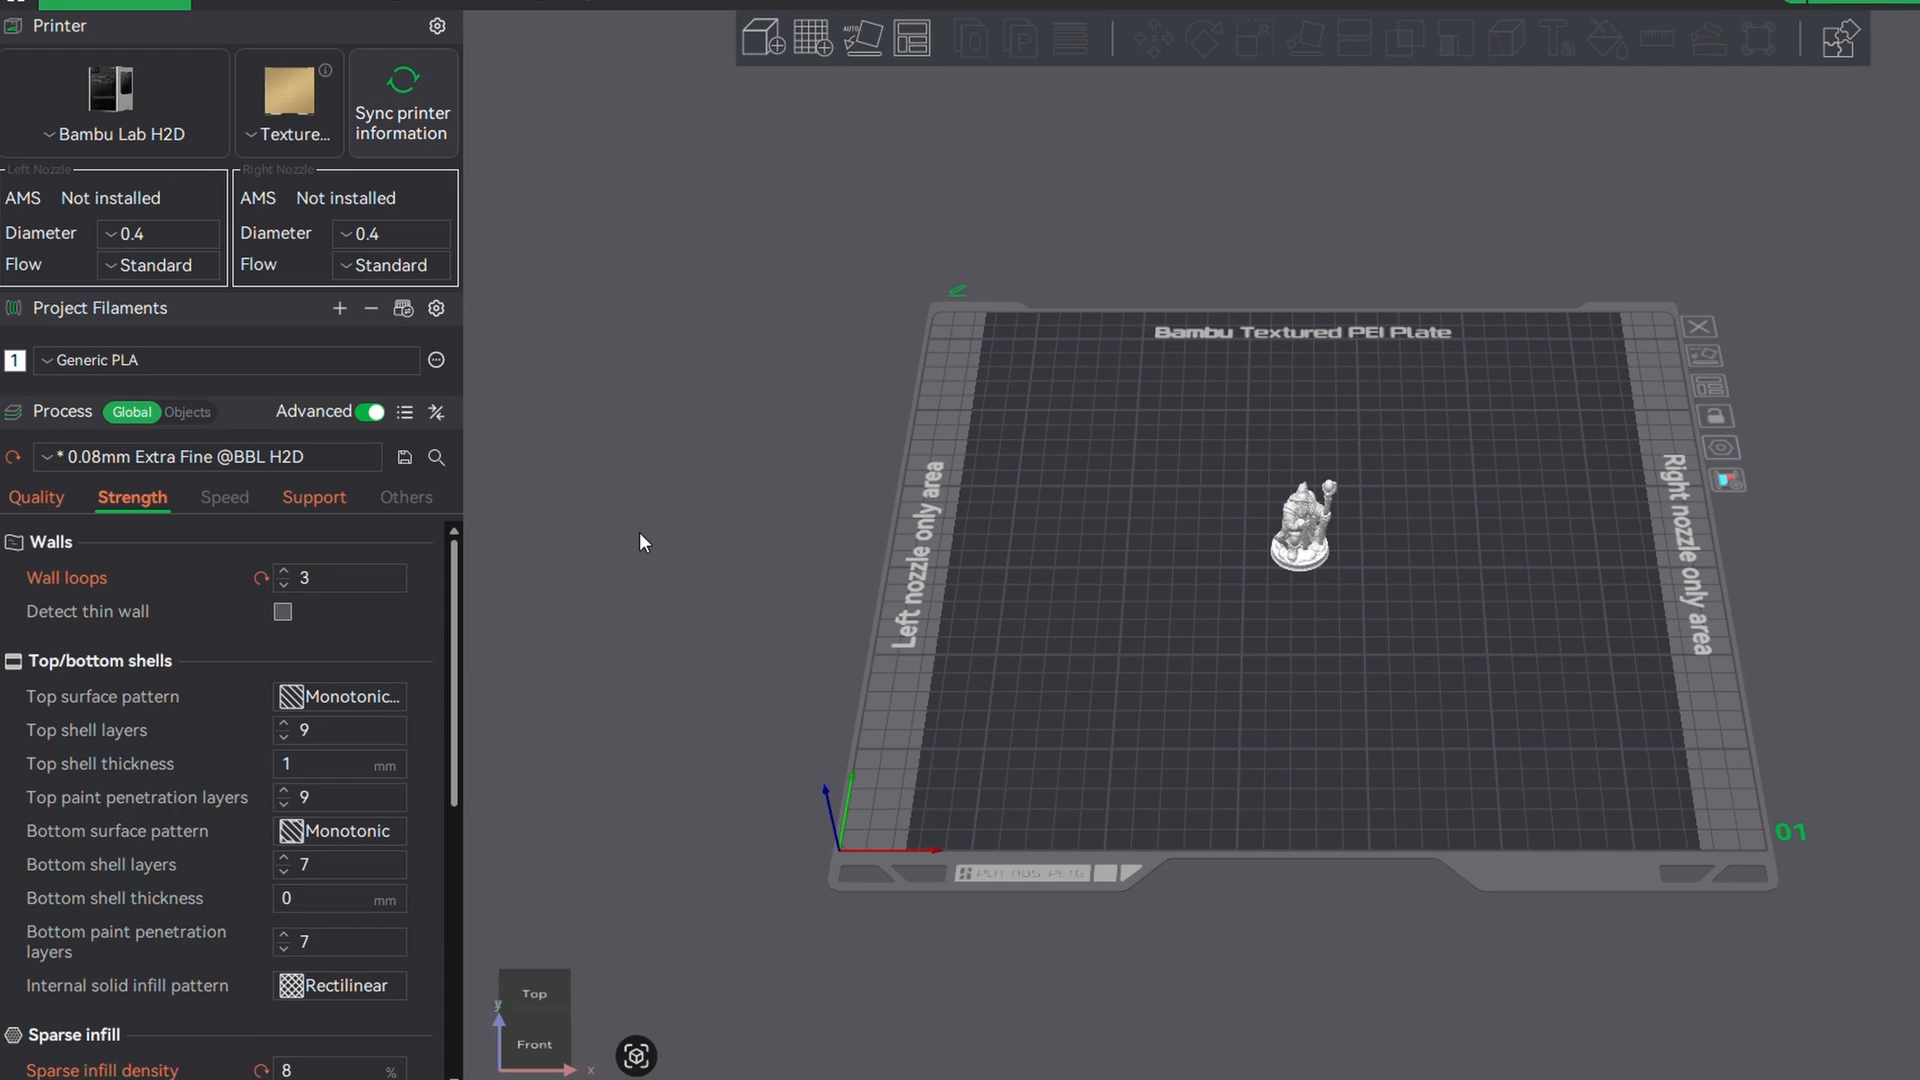 Printer
Bambu Lab H2D
Texture...
Sync printer
information
Left Nozzle
Right Nozzle
AMS Not installed
AMS Not installed
Diameter 0.4
Diameter 0.4
Flow Standard
Flow Standard
Project Filaments
1 Generic PLA
Process Global Objects Advanced
* 0.08mm Extra Fine @BBL H2D
Quality Strength Speed Support Others
Walls
Wall loops 3
Detect thin wall
Top/bottom shells
Top surface pattern Monotonic...
Top shell layers 9
Top shell thickness 1 mm
Top paint penetration layers 9
Bottom surface pattern Monotonic
Bottom shell layers 7
Bottom shell thickness 0 mm
Bottom paint penetration
layers 7
Internal solid infill pattern Rectilinear
Sparse infill
Sparse infill density 8 %
AUTO
Bambu Textured PEI Plate
Left nozzle only area
Right nozzle only area
01
PLA/ABS/PETG
Top
Front
y
x